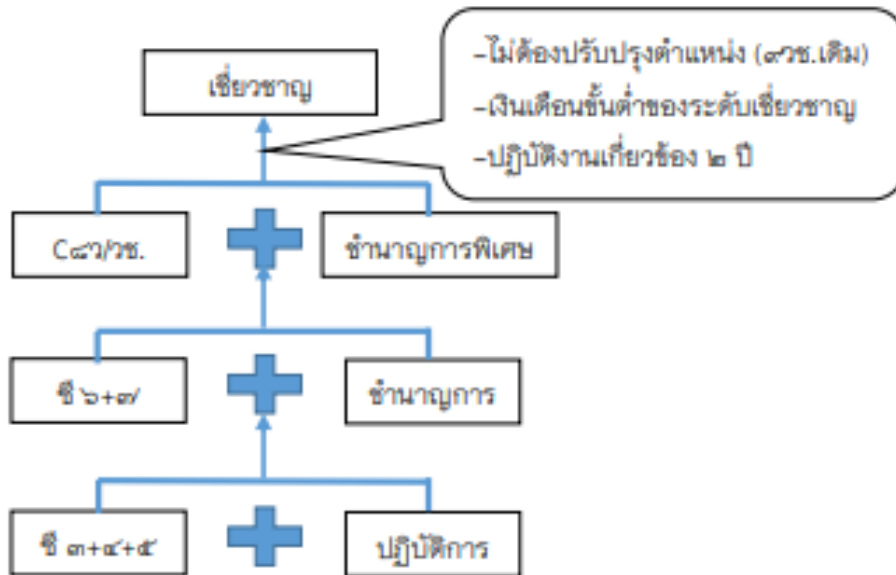 เชี่ยวชาญ
-ไม่ต้องปรับปรุงตำแหน่ง (๙วช.เดิม)
-เงินเดือนขั้นต่ำของระดับเชี่ยวชาญ
-ปฏิบัติงานเกี่ยวข้อง ๒ ปี
C๘ว/วช.
ชำนาญการพิเศษ
ซี ๖+๗
ชำนาญการ
ซี ๓+๔+๕
ปฏิบัติการ